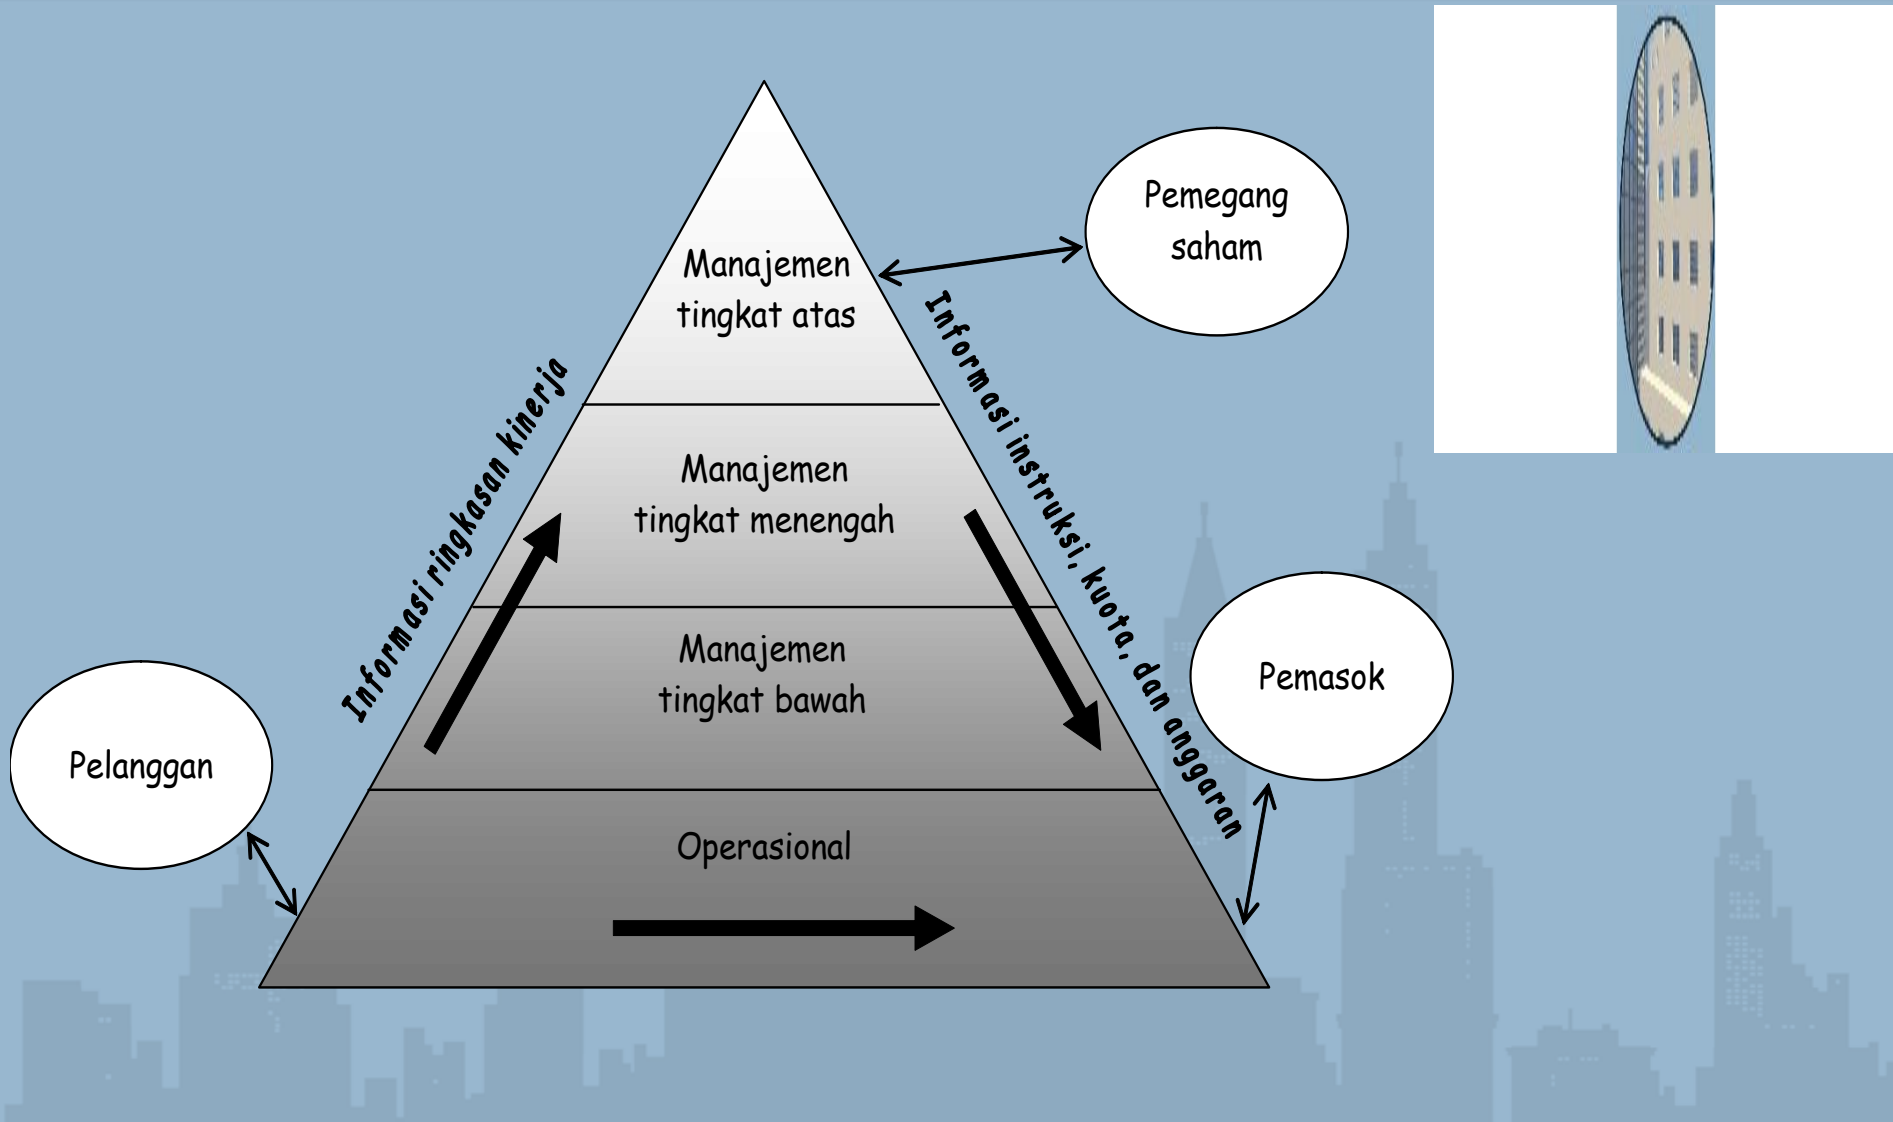 Pemegang
saham
Manajemen
tingkat atas
Informasi ringkasan kinerja
Informasi instruksi, kuota, dan anggaran
Manajemen
tingkat menengah
Manajemen
tingkat bawah
Pemasok
Pelanggan
Operasional